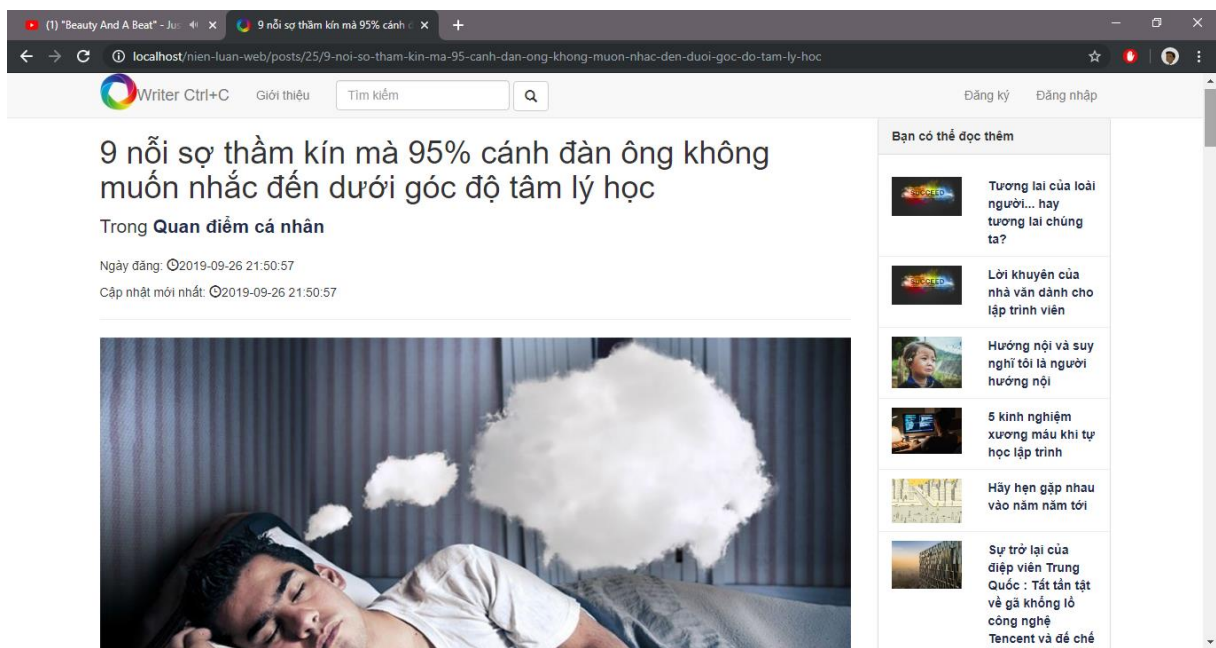 (1) "Beauty And A Beat" - Jus
9 nỗi sợ thầm kín mà 95% cánh đ
localhost/nien-luan-web/posts/25/9-noi-so-tham-kin-ma-95-canh-dan-ong-khong-muon-nhac-den-duoi-goc-do-tam-ly-hoc
Writer Ctrl+C
Giới thiệu
Tìm kiếm
Đăng ký
Đăng nhập
9 nỗi sợ thầm kín mà 95% cánh đàn ông không
muốn nhắc đến dưới góc độ tâm lý học
Trong Quan điểm cá nhân
Ngày đăng: 2019-09-26 21:50:57
Cập nhật mới nhất: 2019-09-26 21:50:57
Bạn có thể đọc thêm
SUCCEED
Tương lai của loài
người... hay
tương lai chúng
ta?
SUCCEED
Lời khuyên của
nhà văn dành cho
lập trình viên
Hướng nội và suy
nghĩ tôi là người
hướng nội
5 kinh nghiệm
xương máu khi tự
học lập trình
Hãy hẹn gặp nhau
vào năm năm tới
Sự trở lại của
điệp viên Trung
Quốc : Tất tần tật
về gã khổng lồ
công nghệ
Tencent và đế chế